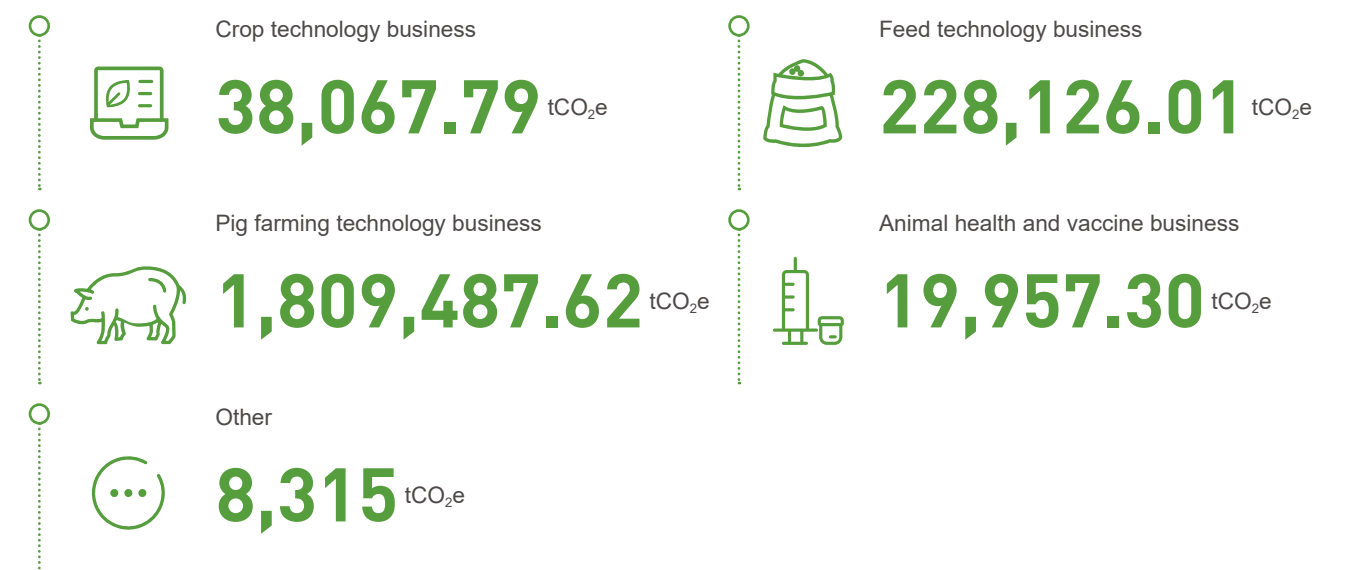 Crop technology business
38,067.79 tCO₂e
Feed technology business
228,126.01 tCO₂e
Pig farming technology business
1,809,487.62 tCO₂e
Animal health and vaccine business
19,957.30 tCO₂e
Other
8,315 tCO₂e